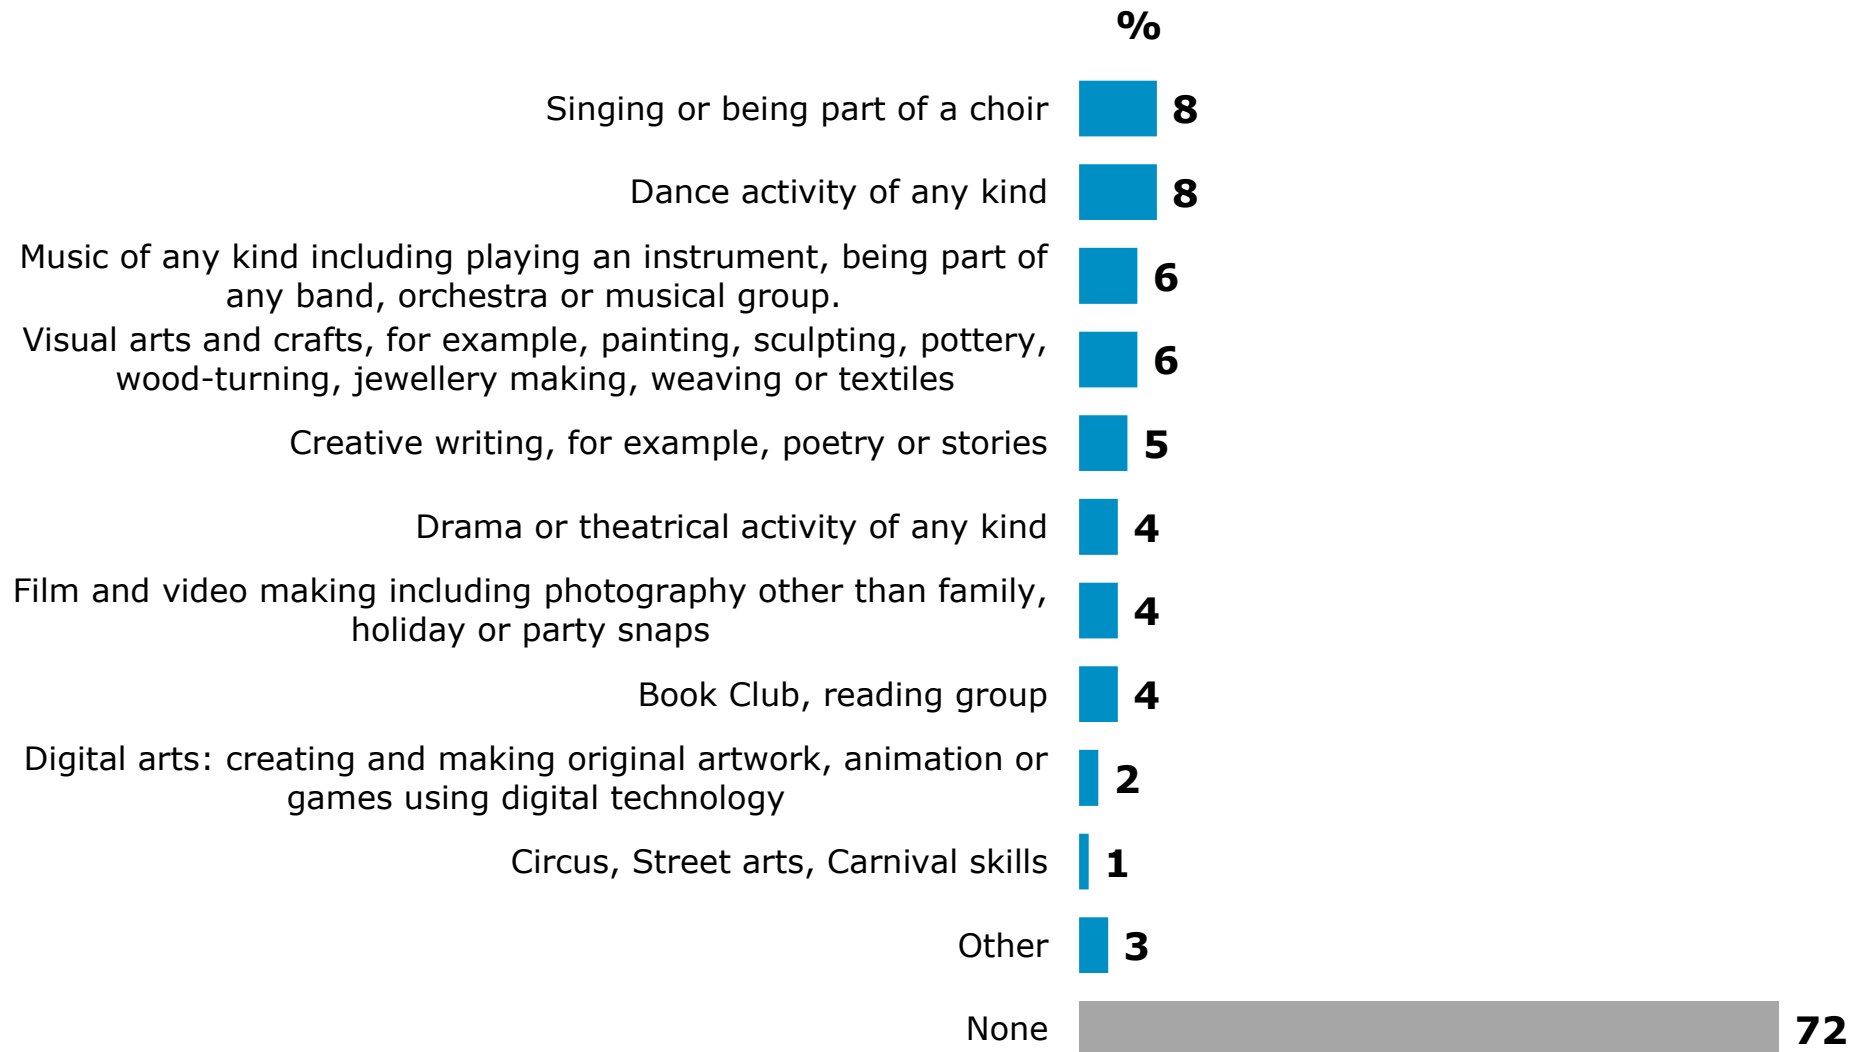 %
Singing or being part of a choir 8
Dance activity of any kind 8
Music of any kind including playing an instrument, being part of
any band, orchestra or musical group. 6
Visual arts and crafts, for example, painting, sculpting, pottery,
wood-turning, jewellery making, weaving or textiles 6
Creative writing, for example, poetry or stories 5
Drama or theatrical activity of any kind 4
Film and video making including photography other than family,
holiday or party snaps 4
Book Club, reading group 4
Digital arts: creating and making original artwork, animation or
games using digital technology 2
Circus, Street arts, Carnival skills 1
Other 3
None 72